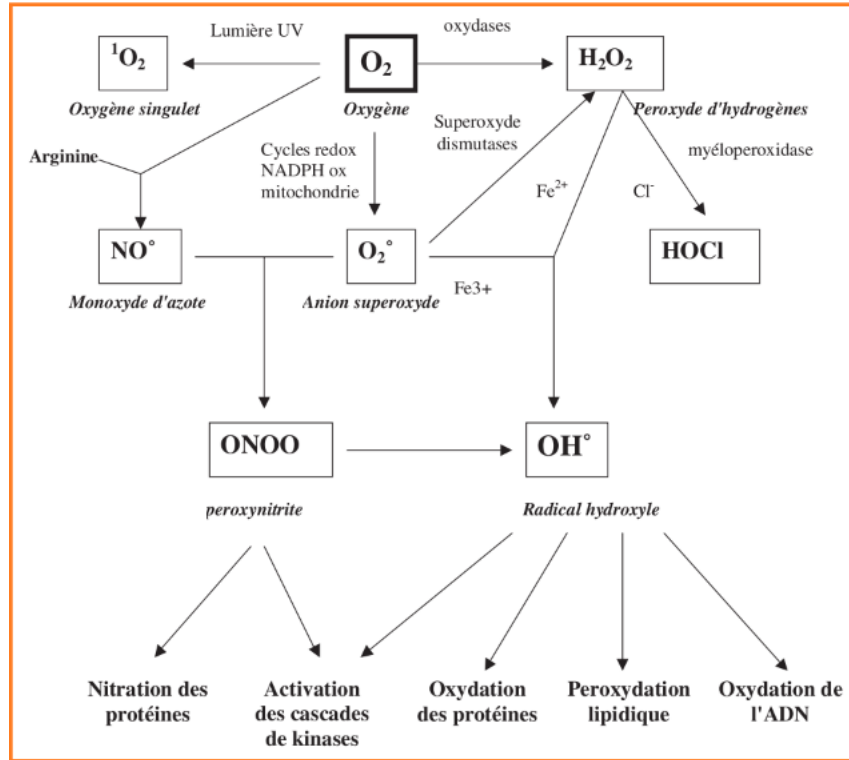 Lumière UV
oxydases
¹O₂
O₂
H₂O₂
Oxygène singulet
Oxygène
Peroxyde d'hydrogènes
Arginine
Cycles redox
NADPH ox
mitochondrie
Superoxyde
dismutases
myéloperoxidase
Fe²⁺
Cl⁻
NO°
O₂°
HOCl
Monoxyde d'azote
Anion superoxyde
Fe3+
ONOO
OH°
peroxynitrite
Radical hydroxyle
Nitration des
protéines
Activation
des cascades
de kinases
Oxydation
des protéines
Peroxydation
lipidique
Oxydation de
l'ADN